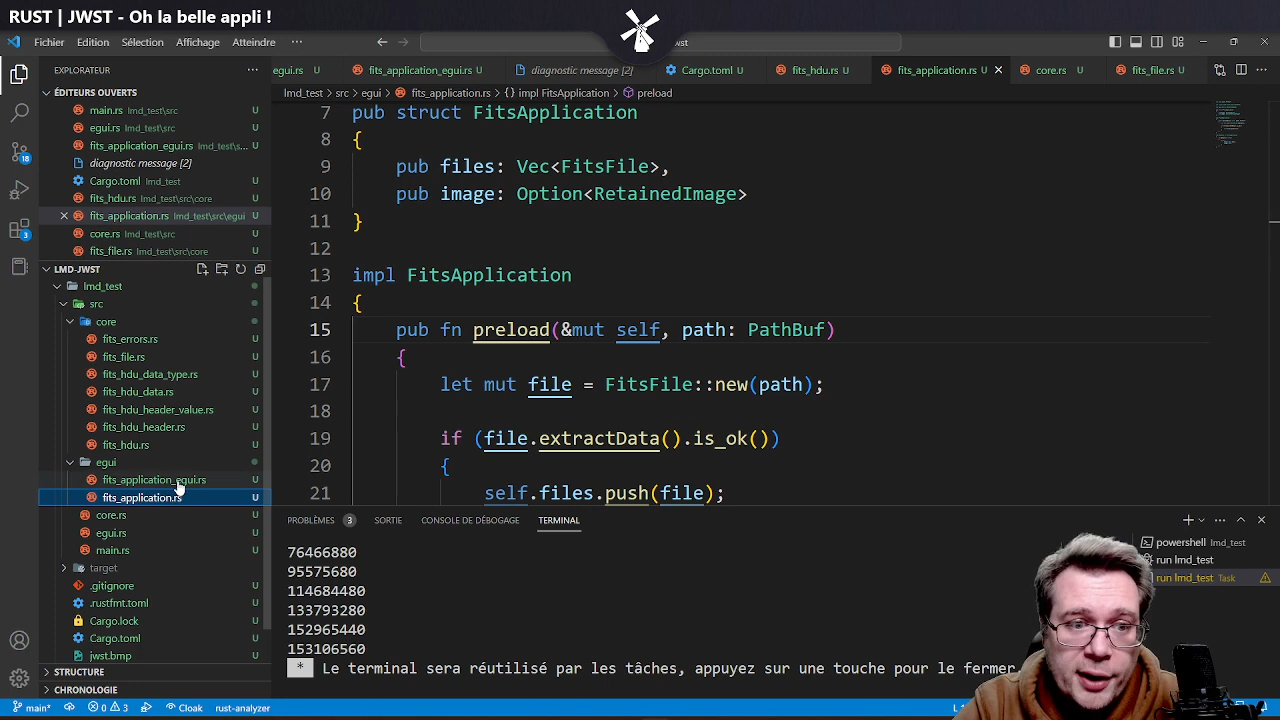 RUST | JWST - Oh la belle appli !
Fichier Edition Sélection Affichage Atteindre ··· wst
EXPLORATEUR
ÉDITEURS OUVERTS
main.rs lmd_test\src
egui.rs lmd_test\src
fits_application_egui.rs lmd_test\s...
diagnostic message [2]
Cargo.toml lmd_test
fits_hdu.rs lmd_test\src\core
fits_application.rs lmd_test\src\egui
core.rs lmd_test\src
fits_file.rs lmd_test\src\core
U
U
U
U
U
U
U
U
LMD-JWST
lmd_test
src
core
fits_errors.rs U
fits_file.rs U
fits_hdu_data_type.rs U
fits_hdu_data.rs U
fits_hdu_header_value.rs U
fits_hdu_header.rs U
fits_hdu.rs U
egui
fits_application_egui.rs U
fits_application.rs U
core.rs U
egui.rs U
main.rs U
target
.gitignore U
.rustfmt.toml U
Cargo.lock U
Cargo.toml U
jwst.bmp U
STRUCTURE
CHRONOLOGIE
18
3
egui.rs U fits_application_egui.rs U diagnostic message [2] Cargo.toml U fits_hdu.rs U fits_application.rs U core.rs U fits_file.rs U
lmd_test > src > egui > fits_application.rs > {} impl FitsApplication > preload
7 pub struct FitsApplication
8 {
9 pub files: Vec<FitsFile>,
10 pub image: Option<RetainedImage>
11 }
12
13 impl FitsApplication
14 {
15 pub fn preload(&mut self, path: PathBuf)
16 {
17 let mut file = FitsFile::new(path);
18
19 if (file.extractData().is_ok())
20 {
21 self.files.push(file);
PROBLÈMES 3 SORTIE CONSOLE DE DÉBOGAGE TERMINAL
76466880
95575680
114684480
133793280
152965440
153106560
* Le terminal sera réutilisé par les tâches, appuyez sur une touche pour le fermer.
powershell lmd_test
run lmd_test
run lmd_test Task
main* 0 3 Cloak rust-analyzer